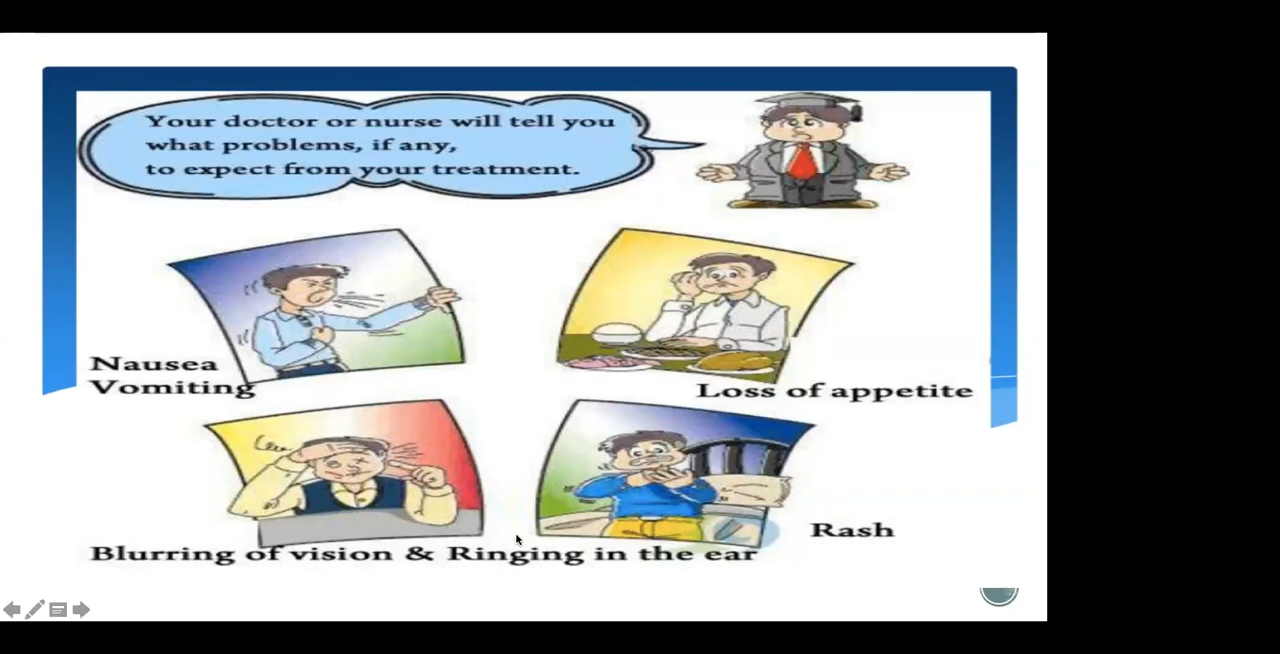 Your doctor or nurse will tell you
what problems, if any,
to expect from your treatment.
Nausea
Vomiting
Loss of appetite
Blurring of vision & Ringing in the ear
Rash